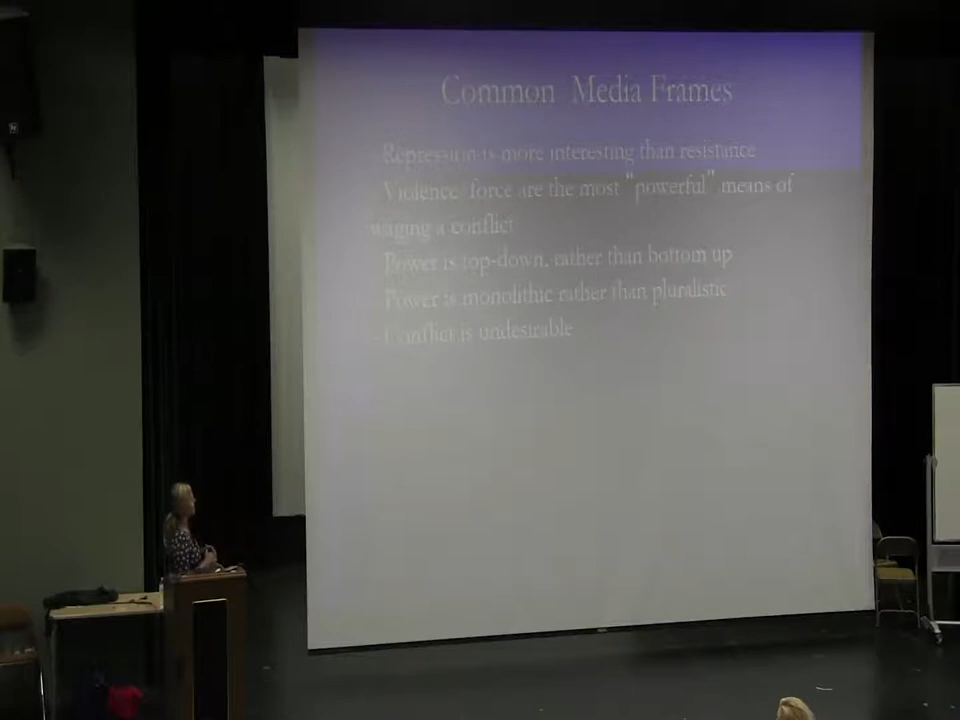 Common Media Frames
- Repression is more interesting than resistance
- Violence, force are the most "powerful" means of
waging a conflict
- Power is top-down, rather than bottom up
- Power is monolithic rather than pluralistic
- Conflict is undesirable